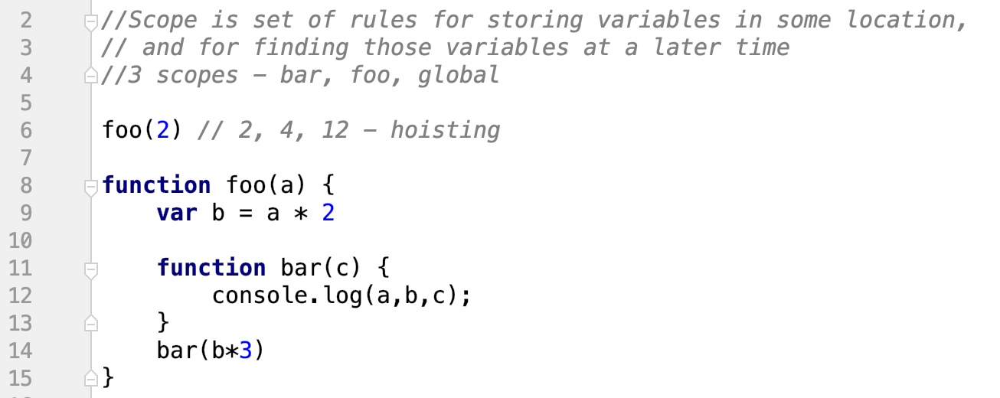 2 //Scope is set of rules for storing variables in some location,
3 // and for finding those variables at a later time
4 //3 scopes – bar, foo, global
5
6 foo(2) // 2, 4, 12 – hoisting
7
8 function foo(a) {
9     var b = a * 2
10
11     function bar(c) {
12         console.log(a,b,c);
13     }
14     bar(b*3)
15 }